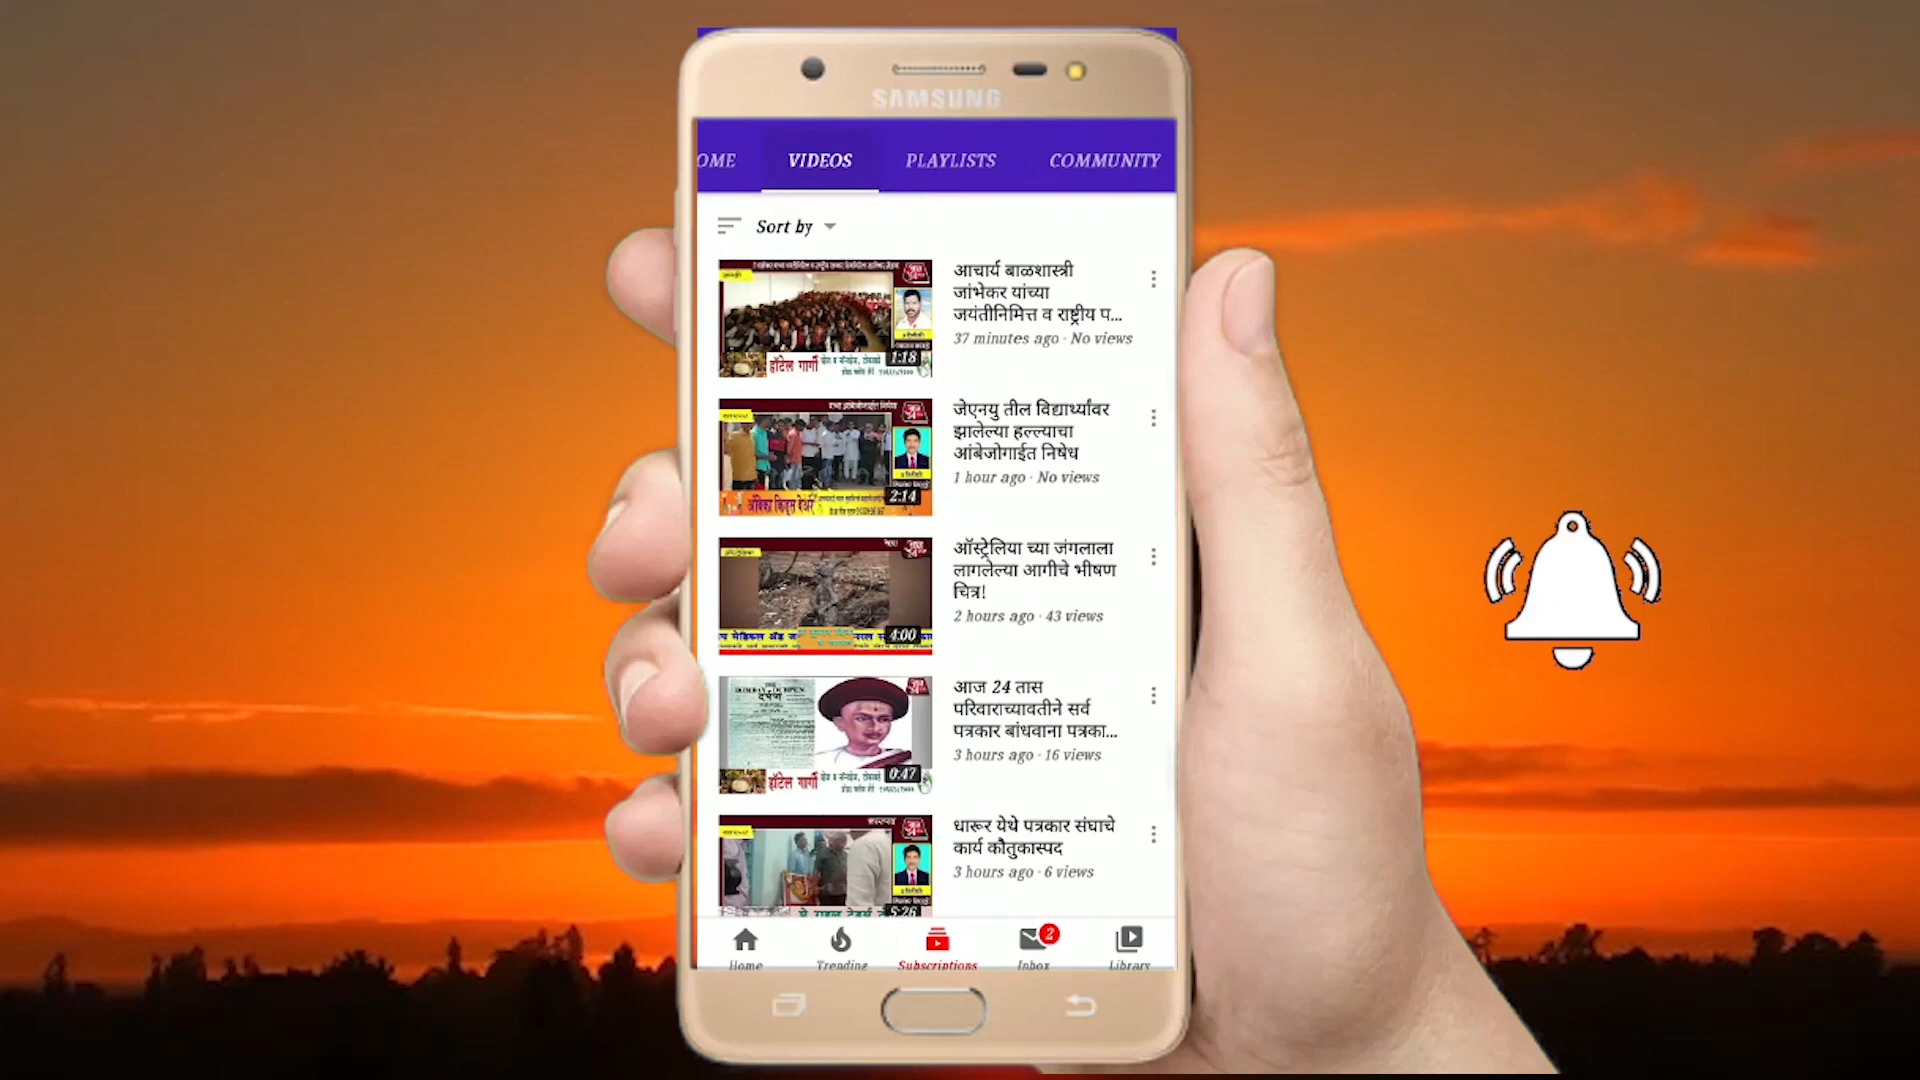 SAMSUNG
OME VIDEOS PLAYLISTS COMMUNITY
Sort by
हॉटेल गार्गी
1:18
आचार्य बाळशास्त्री
जांभेकर यांच्या
जयंतीनिमित्त व राष्ट्रीय प...
37 minutes ago · No views
अंबिका किड्स वेअर
2:14
जेएनयु तील विद्यार्थ्यांवर
झालेल्या हल्ल्याचा
आंबेजोगाईत निषेध
1 hour ago · No views
4:00
ऑस्ट्रेलिया च्या जंगलाला
लागलेल्या आगीचे भीषण
चित्र!
2 hours ago · 43 views
हॉटेल गार्गी
0:47
आज 24 तास
परिवाराच्यावतीने सर्व
पत्रकार बांधवाना पत्रका...
3 hours ago · 16 views
5:26
धारूर येथे पत्रकार संघाचे
कार्य कौतुकास्पद
3 hours ago · 6 views
2
Home Trending Subscriptions Inbox Library